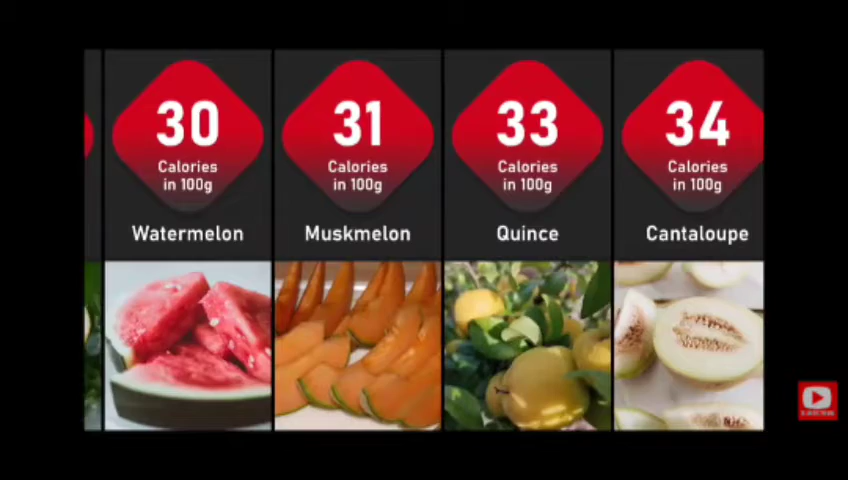 30
Calories
in 100g
Watermelon
31
Calories
in 100g
Muskmelon
33
Calories
in 100g
Quince
34
Calories
in 100g
Cantaloupe